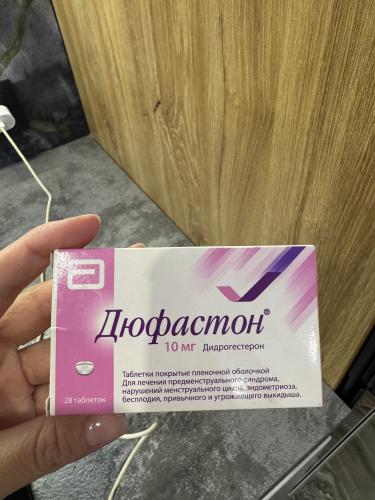 Дюфастон®
10 мг Дидрогестерон
Таблетки покрытые пленочной оболочкой
Для лечения предменструального синдрома,
нарушений менструального цикла, эндометриоза,
бесплодия, привычного и угрожающего выкидыша.
28 таблеток